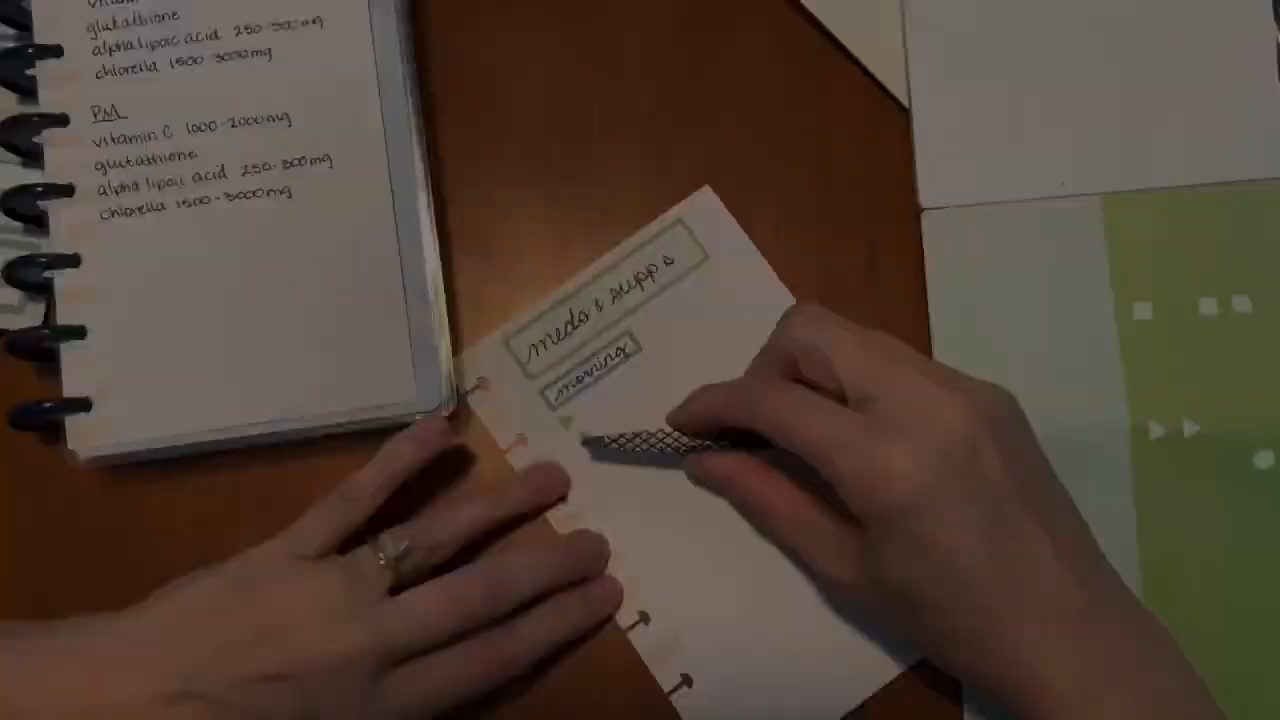 glutathione
alpha lipoic acid 250-500mg
chlorella 1500-3000mg
PM
vitamin C 1000-2000mg
glutathione
alpha lipoic acid 250-300mg
chlorella 1500-3000mg
meds & supps
morning